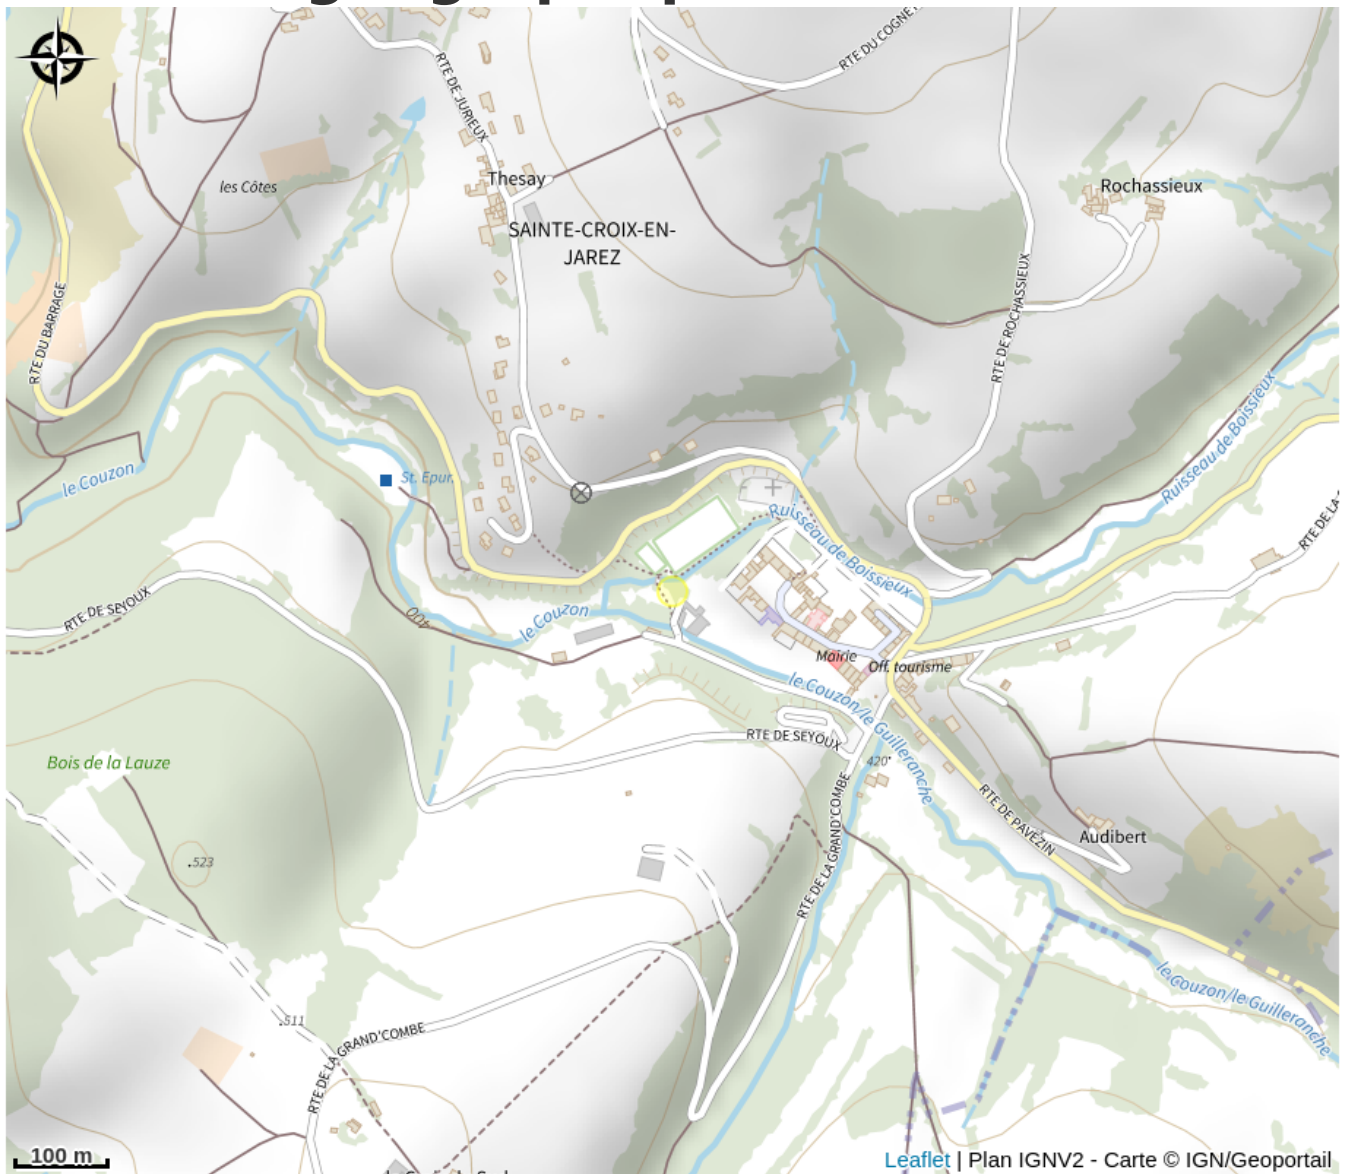 RTE DU COGNET
RTE DE JURIEUX
Thesay
les Côtes
Rochassieux
SAINTE-CROIX-EN-
JAREZ
RTE DU BARRAGE
RTE DE ROCHASSIEUX
Ruisseau de Boissieux
le Couzon
St. Epur.
Ruisseau de Boissieux
RTE DE SEYOUX
400
le Couzon
Mairie
Off. tourisme
le Couzon/le Guilleranche
RTE DE SEYOUX
420
Bois de la Lauze
RTE DE PAVEZIN
Audibert
RTE DE LA GRAND'COMBE
523
le Couzon/le Guilleranche
511
RTE DE LA GRAND'COMBE
100 m
Leaflet | Plan IGNV2 - Carte © IGN/Geoportail